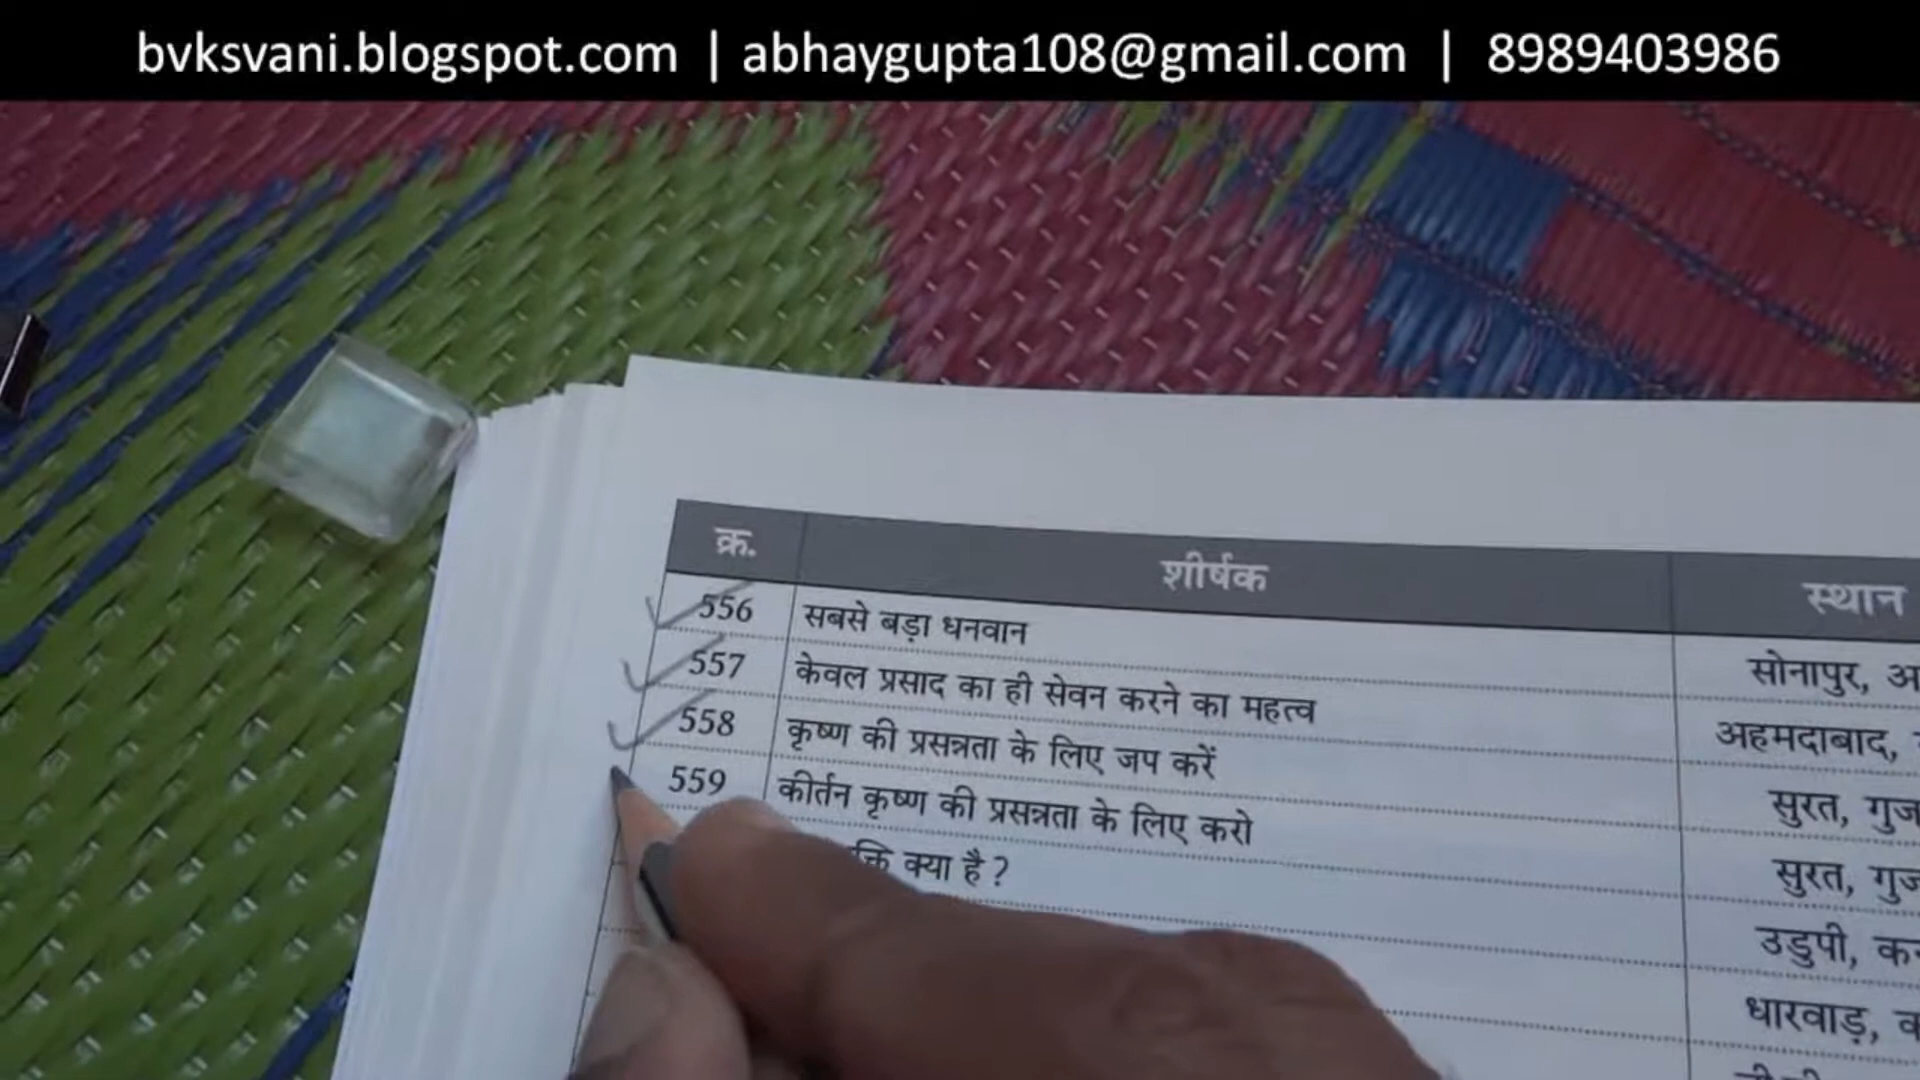 bvksvani.blogspot.com | abhaygupta108@gmail.com | 8989403986
क्र. शीर्षक स्थान
556 सबसे बड़ा धनवान सोनापुर,
557 केवल प्रसाद का ही सेवन करने का महत्व अहमदाबाद,
558 कृष्ण की प्रसन्नता के लिए जप करें सुरत,
559 कीर्तन कृष्ण की प्रसन्नता के लिए करो सुरत,
क्या है ? उडुपी,
धारवाड़,